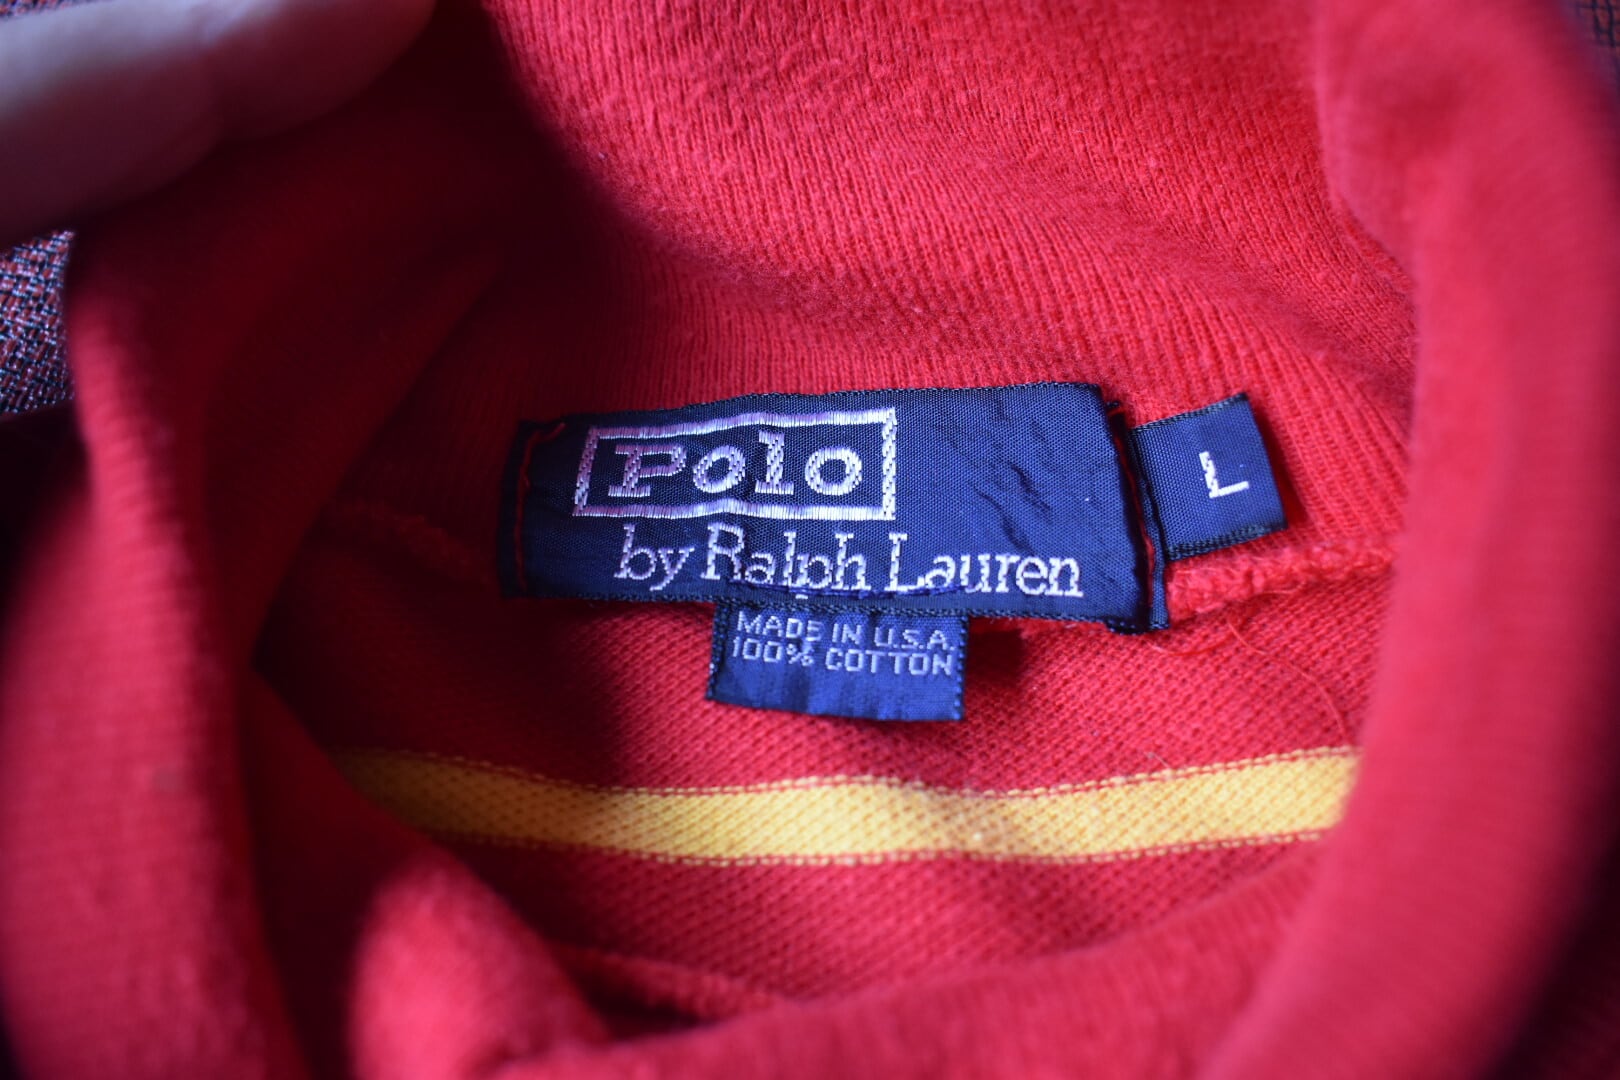 Polo
by Ralph Lauren
L
MADE IN U.S.A.
100% COTTON